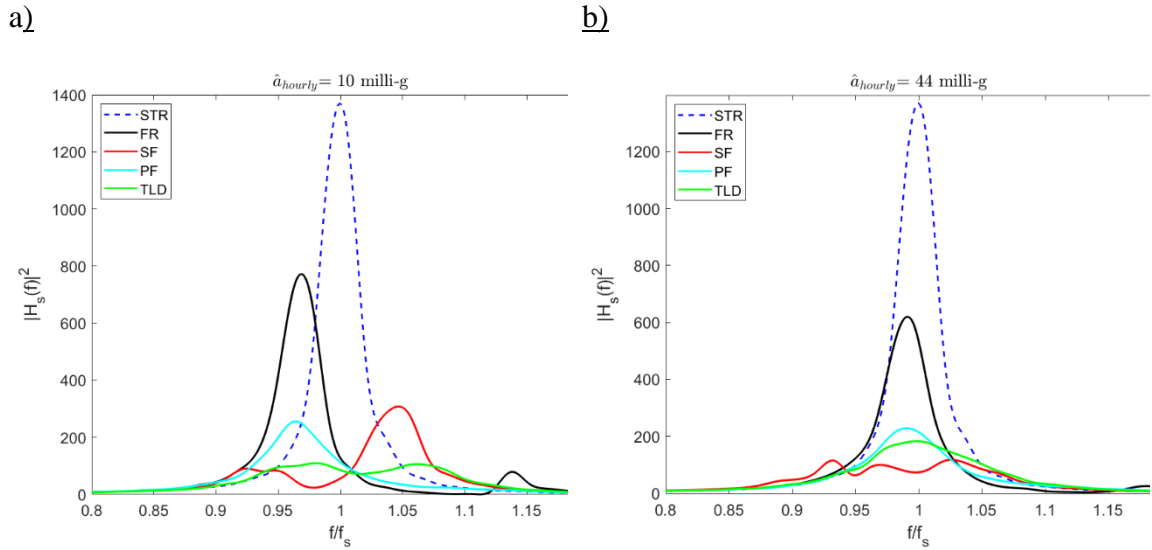 a)
b)
â_hourly= 10 milli-g
1400
1200
1000
800
600
400
200
0
|H_s(f)|²
STR
FR
SF
PF
TLD
0.8
0.85
0.9
0.95
1
1.05
1.1
1.15
f/f_s
â_hourly= 44 milli-g
1200
1000
800
600
400
200
0
|H_s(f)|²
STR
FR
SF
PF
TLD
0.8
0.85
0.9
0.95
1
1.05
1.1
1.15
f/f_s